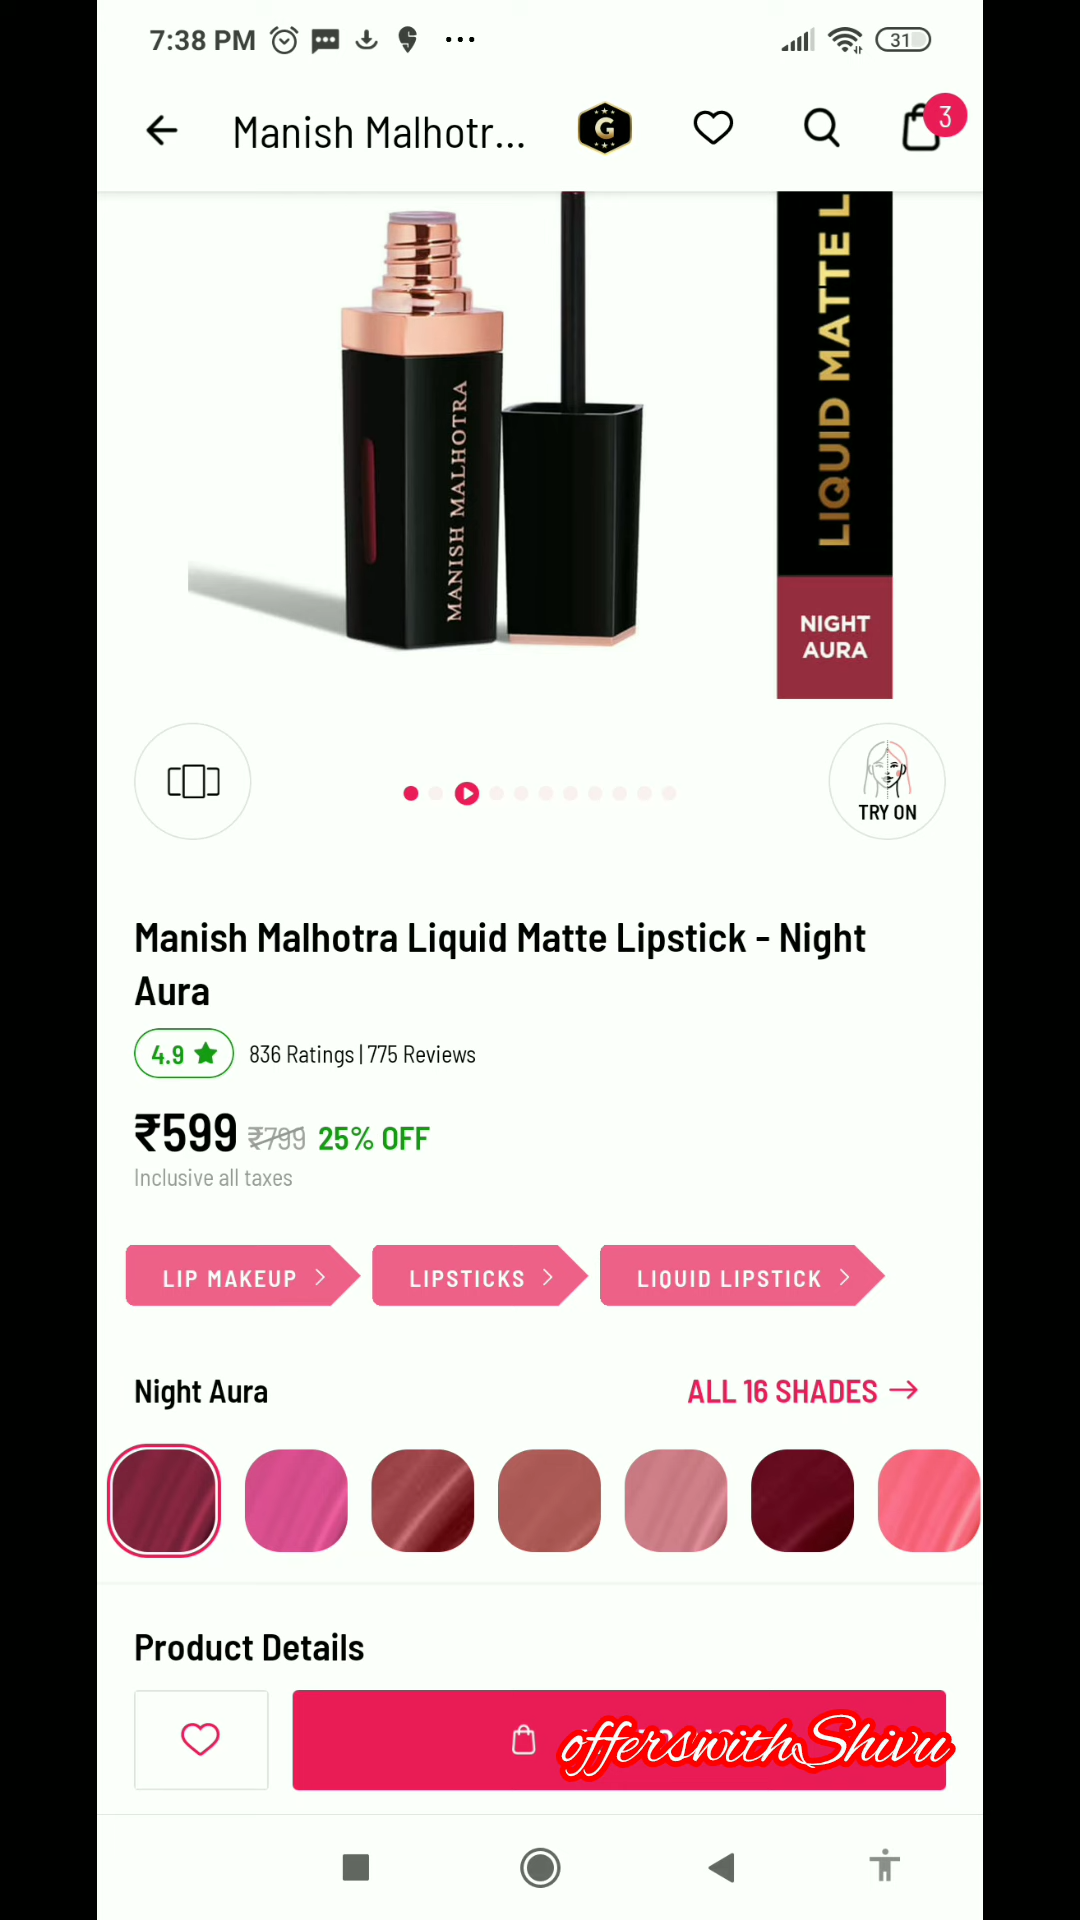 7:38 PM
31
Manish Malhotr...
G
3
MANISH MALHOTRA
LIQUID MATTE L
NIGHT
AURA
TRY ON
Manish Malhotra Liquid Matte Lipstick - Night
Aura
4.9 ★ 836 Ratings | 775 Reviews
₹599 ₹799 25% OFF
Inclusive all taxes
LIP MAKEUP > LIPSTICKS > LIQUID LIPSTICK >
Night Aura ALL 16 SHADES →
Product Details
offerswithShivu